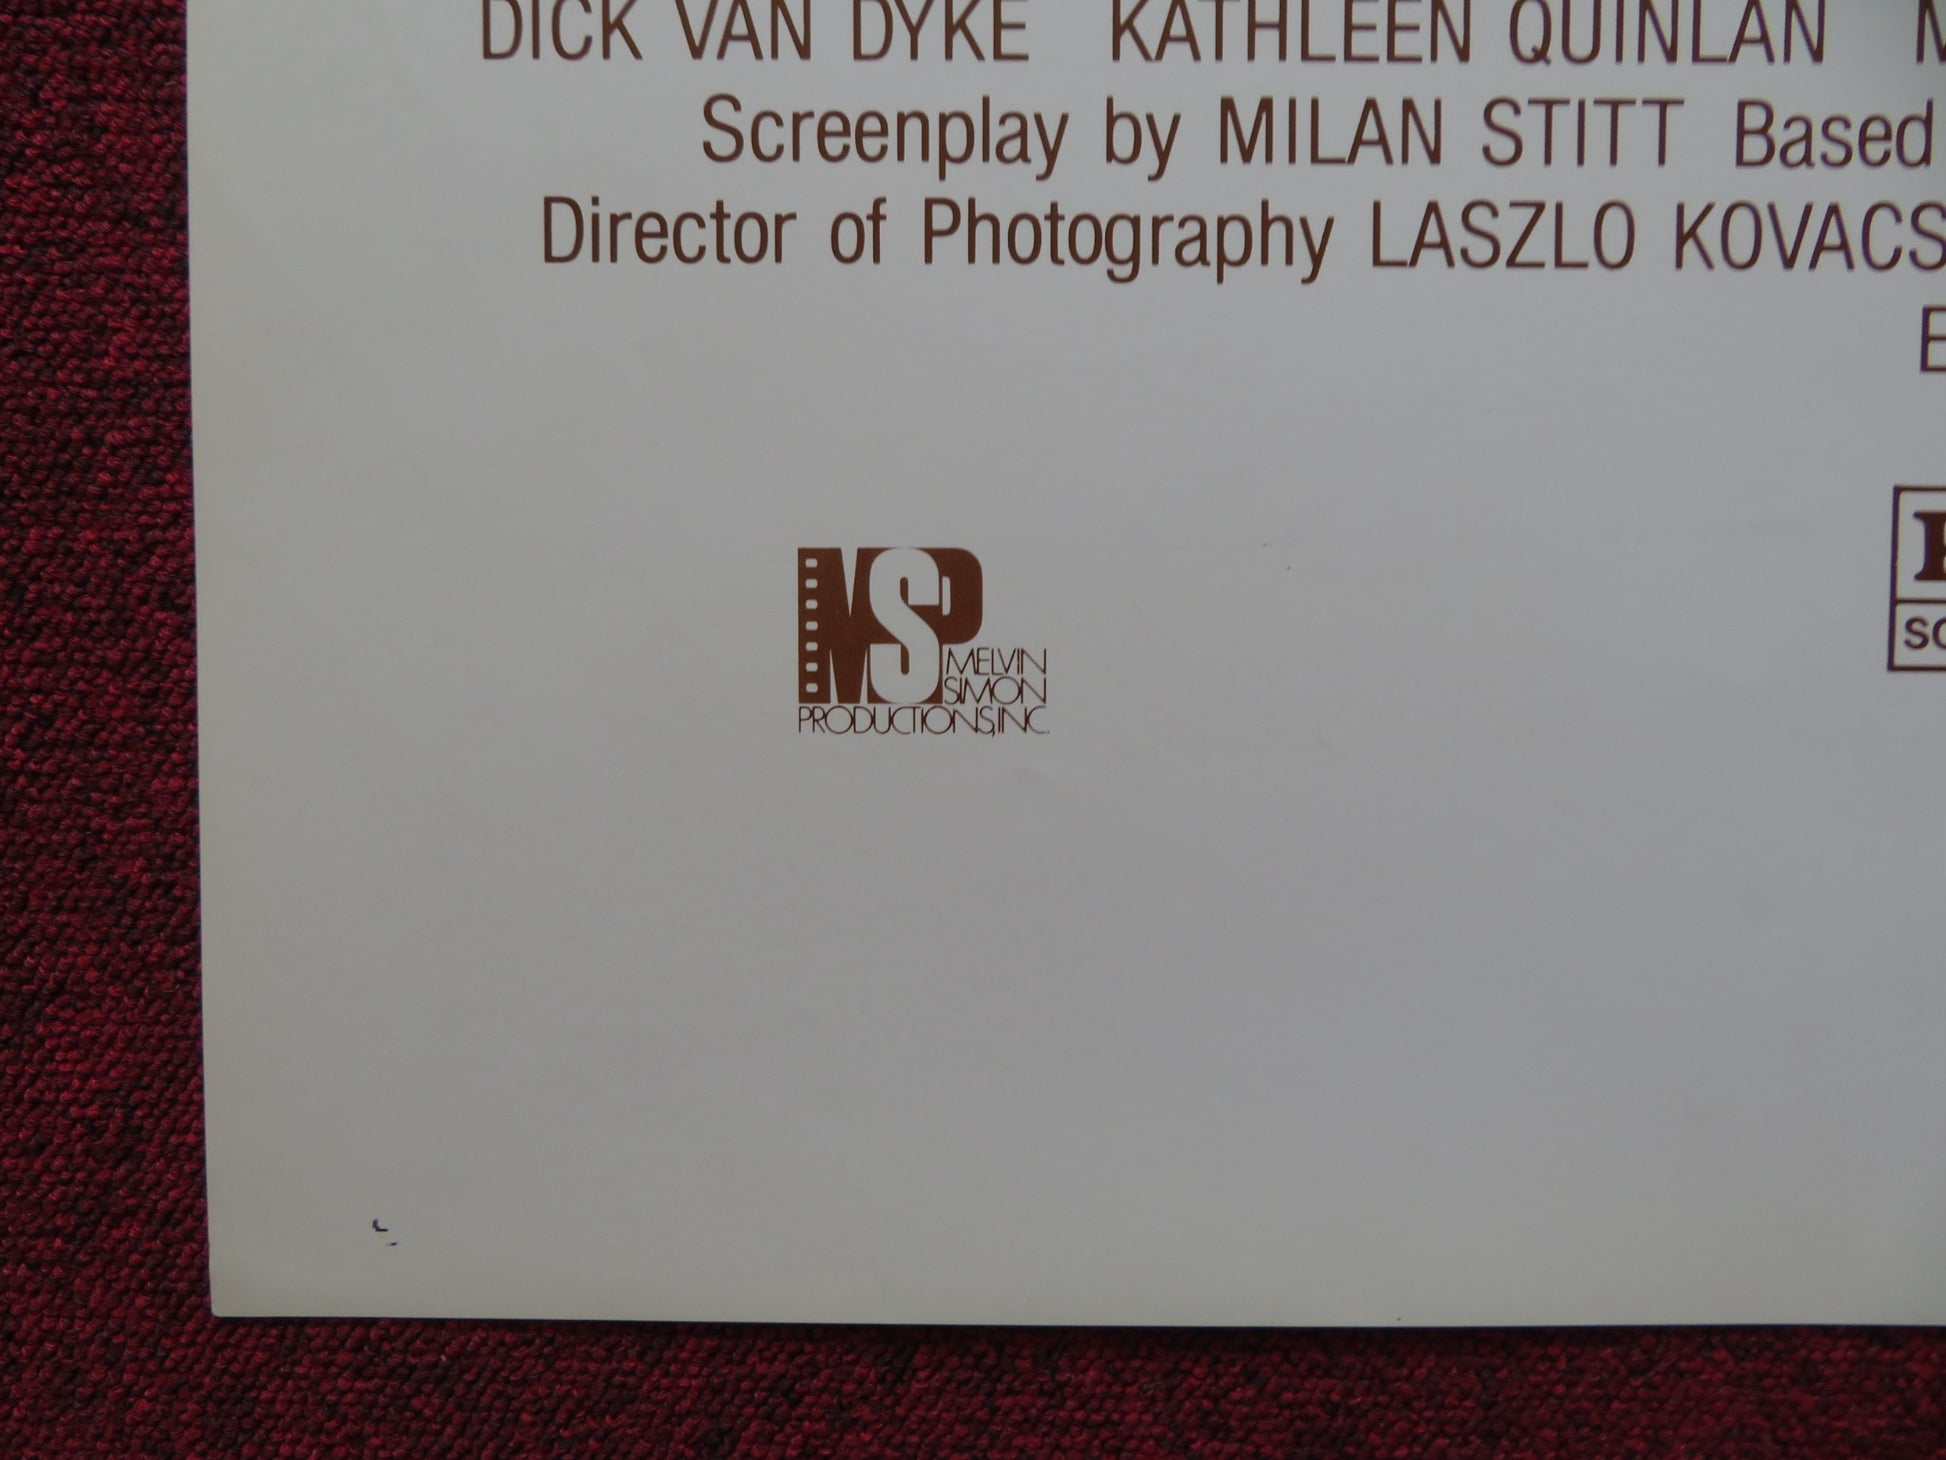 DICK VAN DYKE KATHLEEN QUINLAN
Screenplay by MILAN STITT Based
Director of Photography LASZLO KOVACS
MSP
MELVIN
SIMON
PRODUCTIONS, INC.